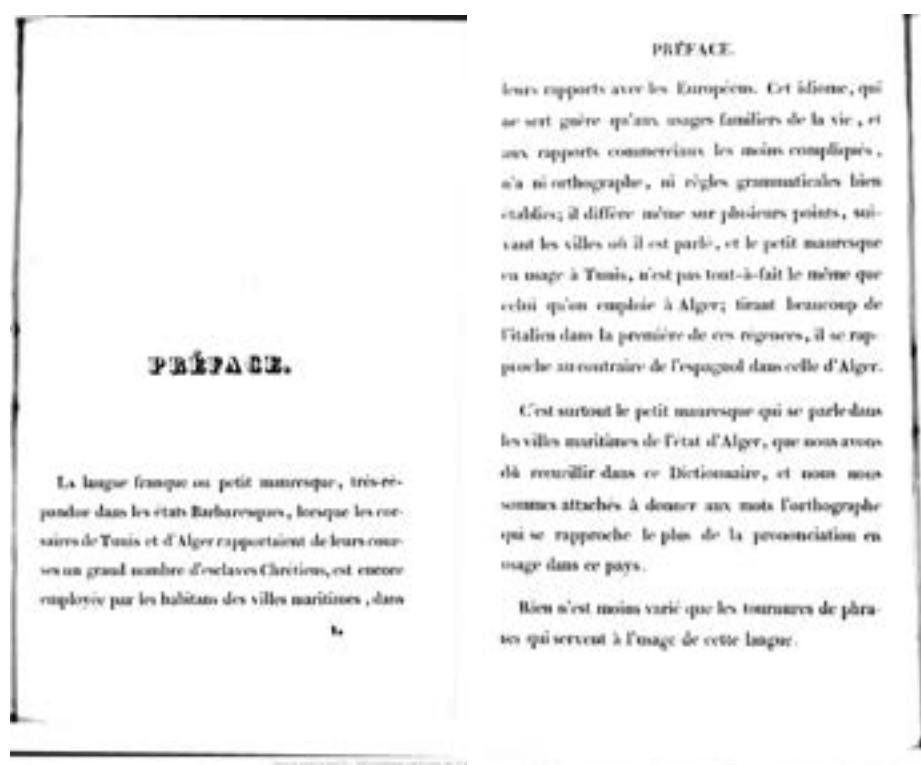 PRÉFACE.
La langue franque ou petit mauresque, très-ré-
pandue dans les états Barbaresques, lorsque les cor-
saires de Tunis et d'Alger rapportaient de leurs cour-
ses un grand nombre d'esclaves Chrétiens, est encore
employée par les habitans des villes maritimes, dans
1.
PRÉFACE.
leurs rapports avec les Européens. Cet idiome, qui
ne sert guère qu'aux usages familiers de la vie, et
aux rapports commerciaux les moins compliqués,
n'a ni orthographe, ni règles grammaticales bien
établies; il diffère même sur plusieurs points, sui-
vant les villes où il est parlé, et le petit mauresque
en usage à Tunis, n'est pas tout-à-fait le même que
celui qu'on emploie à Alger; tirant beaucoup de
l'italien dans la première de ces régences, il se rap-
proche au contraire de l'espagnol dans celle d'Alger.
C'est surtout le petit mauresque qui se parle dans
les villes maritimes de l'état d'Alger, que nous avons
dû recueillir dans ce Dictionnaire, et nous nous
sommes attachés à donner aux mots l'orthographe
qui se rapproche le plus de la prononciation en
usage dans ce pays.
Rien n'est moins varié que les tournures de phra-
ses qui servent à l'usage de cette langue.